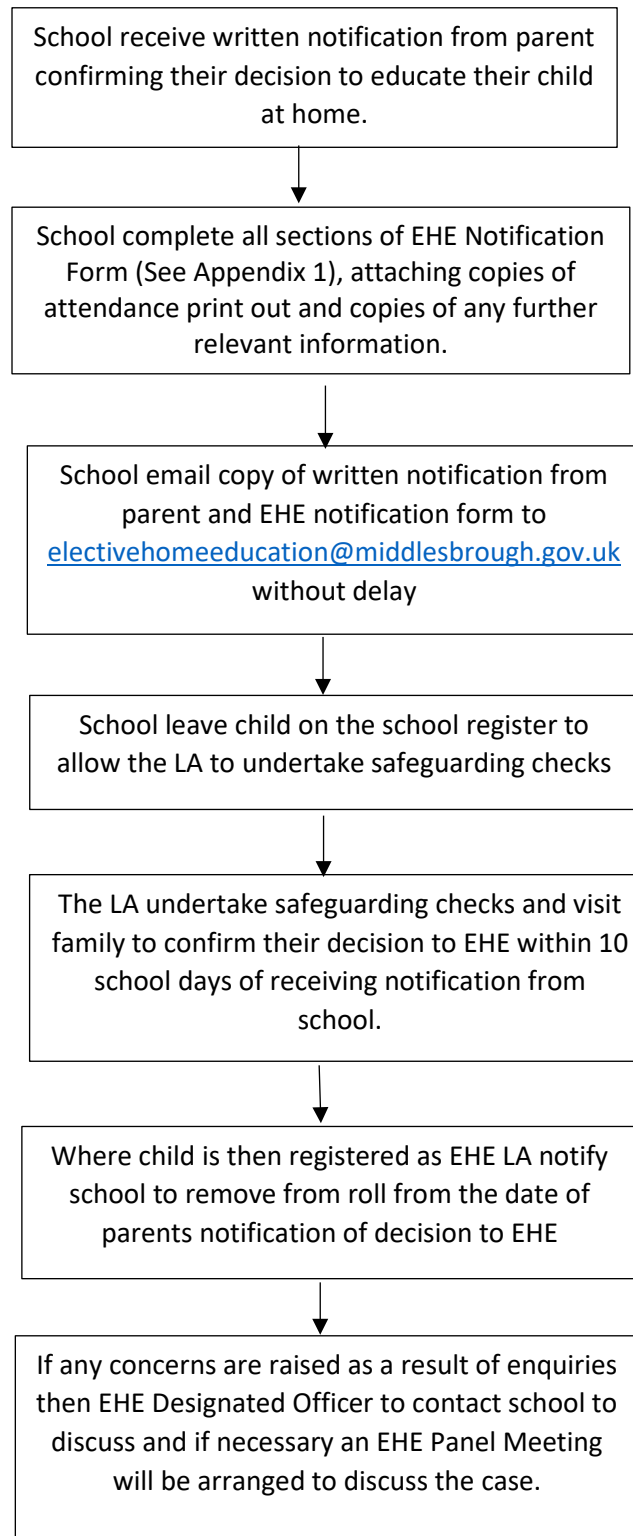 School receive written notification from parent
confirming their decision to educate their child
at home.
School complete all sections of EHE Notification
Form (See Appendix 1), attaching copies of
attendance print out and copies of any further
relevant information.
School email copy of written notification from
parent and EHE notification form to
electivehomeeducation@middlesbrough.gov.uk
without delay
School leave child on the school register to
allow the LA to undertake safeguarding checks
The LA undertake safeguarding checks and visit
family to confirm their decision to EHE within 10
school days of receiving notification from
school.
Where child is then registered as EHE LA notify
school to remove from roll from the date of
parents notification of decision to EHE
If any concerns are raised as a result of enquiries
then EHE Designated Officer to contact school to
discuss and if necessary an EHE Panel Meeting
will be arranged to discuss the case.